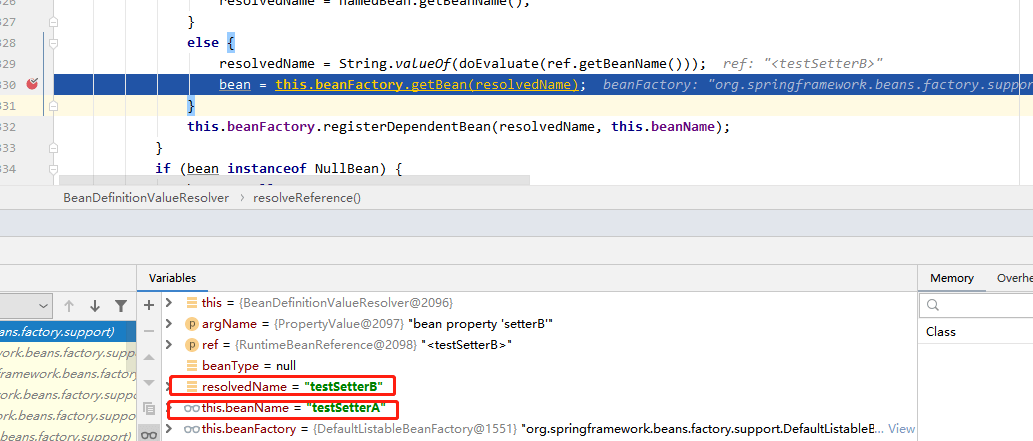 resolvedName = namedBean.getBeanName();
327 }
328 else {
329 resolvedName = String.valueOf(doEvaluate(ref.getBeanName())); ref: "<testSetterB>"
330 bean = this.beanFactory.getBean(resolvedName); beanFactory: "org.springframework.beans.factory.suppor
331 }
332 this.beanFactory.registerDependentBean(resolvedName, this.beanName);
333 }
334 if (bean instanceof NullBean) {
BeanDefinitionValueResolver > resolveReference()
Variables
Memory Overhe
this = {BeanDefinitionValueResolver@2096}
argName = {PropertyValue@2097} "bean property 'setterB'"
ref = {RuntimeBeanReference@2098} "<testSetterB>"
beanType = null
resolvedName = "testSetterB"
this.beanName = "testSetterA"
this.beanFactory = {DefaultListableBeanFactory@1551} "org.springframework.beans.factory.support.DefaultListableB... View
Class
ans.factory.support)
work.beans.factory.supp
framework.beans.factory
ork.beans.factory.suppo
ork.beans.factory.suppo
work.beans.factory.supp